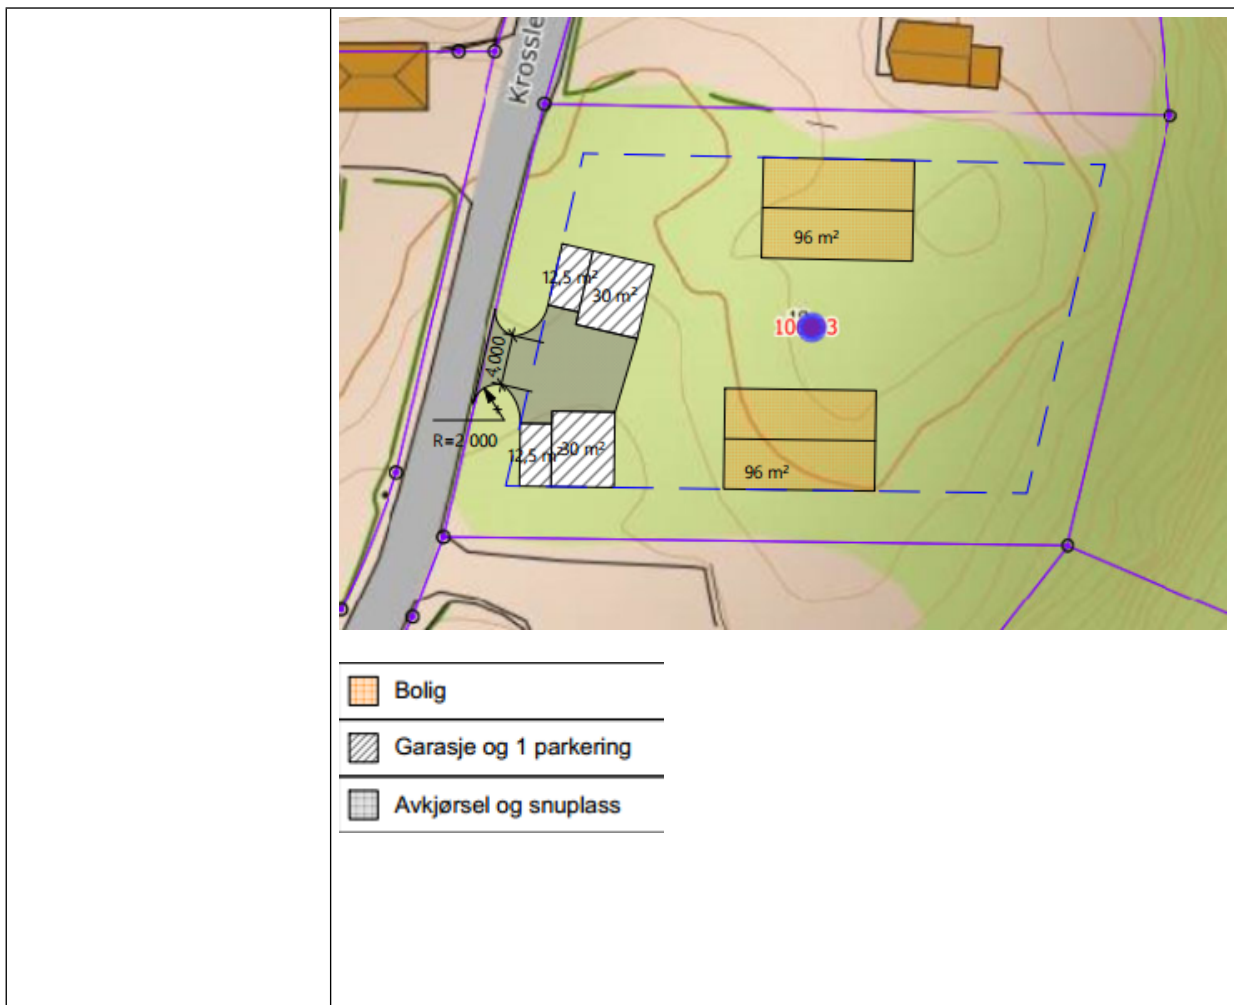 Krossle
96 m²
12,5 m²
30 m²
3
4 000
R=2 000
12,5 m²
30 m²
96 m²
Bolig
Garasje og 1 parkering
Avkjørsel og snuplass